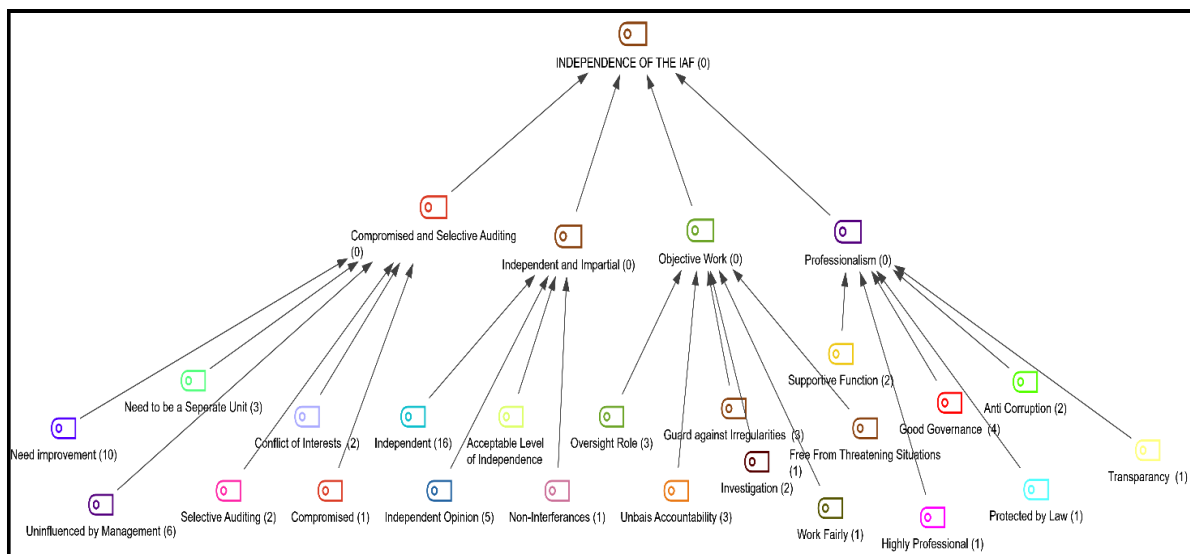 INDEPENDENCE OF THE IAF (0)
Compromised and Selective Auditing
(0)
Independent and Impartial (0)
Objective Work (0)
Professionalism (0)
Need to be a Seperate Unit (3)
Supportive Function (2)
Anti Corruption (2)
Need improvement (10)
Conflict of Interests (2)
Independent (16)
Acceptable Level
of Independence
Oversight Role (3)
Guard against Irregularities (3)
Free From Threatening Situations
(1)
Good Governance (4)
Transparancy (1)
Uninfluenced by Management (6)
Selective Auditing (2)
Compromised (1)
Independent Opinion (5)
Non-Interferances (1)
Unbais Accountability (3)
Investigation (2)
Work Fairly (1)
Highly Professional (1)
Protected by Law (1)